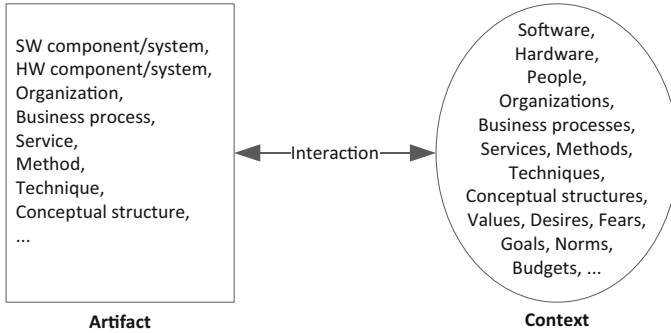 SW component/system,
HW component/system,
Organization,
Business process,
Service,
Method,
Technique,
Conceptual structure,
...
Interaction
Software,
Hardware,
People,
Organizations,
Business processes,
Services, Methods,
Techniques,
Conceptual structures,
Values, Desires, Fears,
Goals, Norms,
Budgets, ...
Artifact
Context